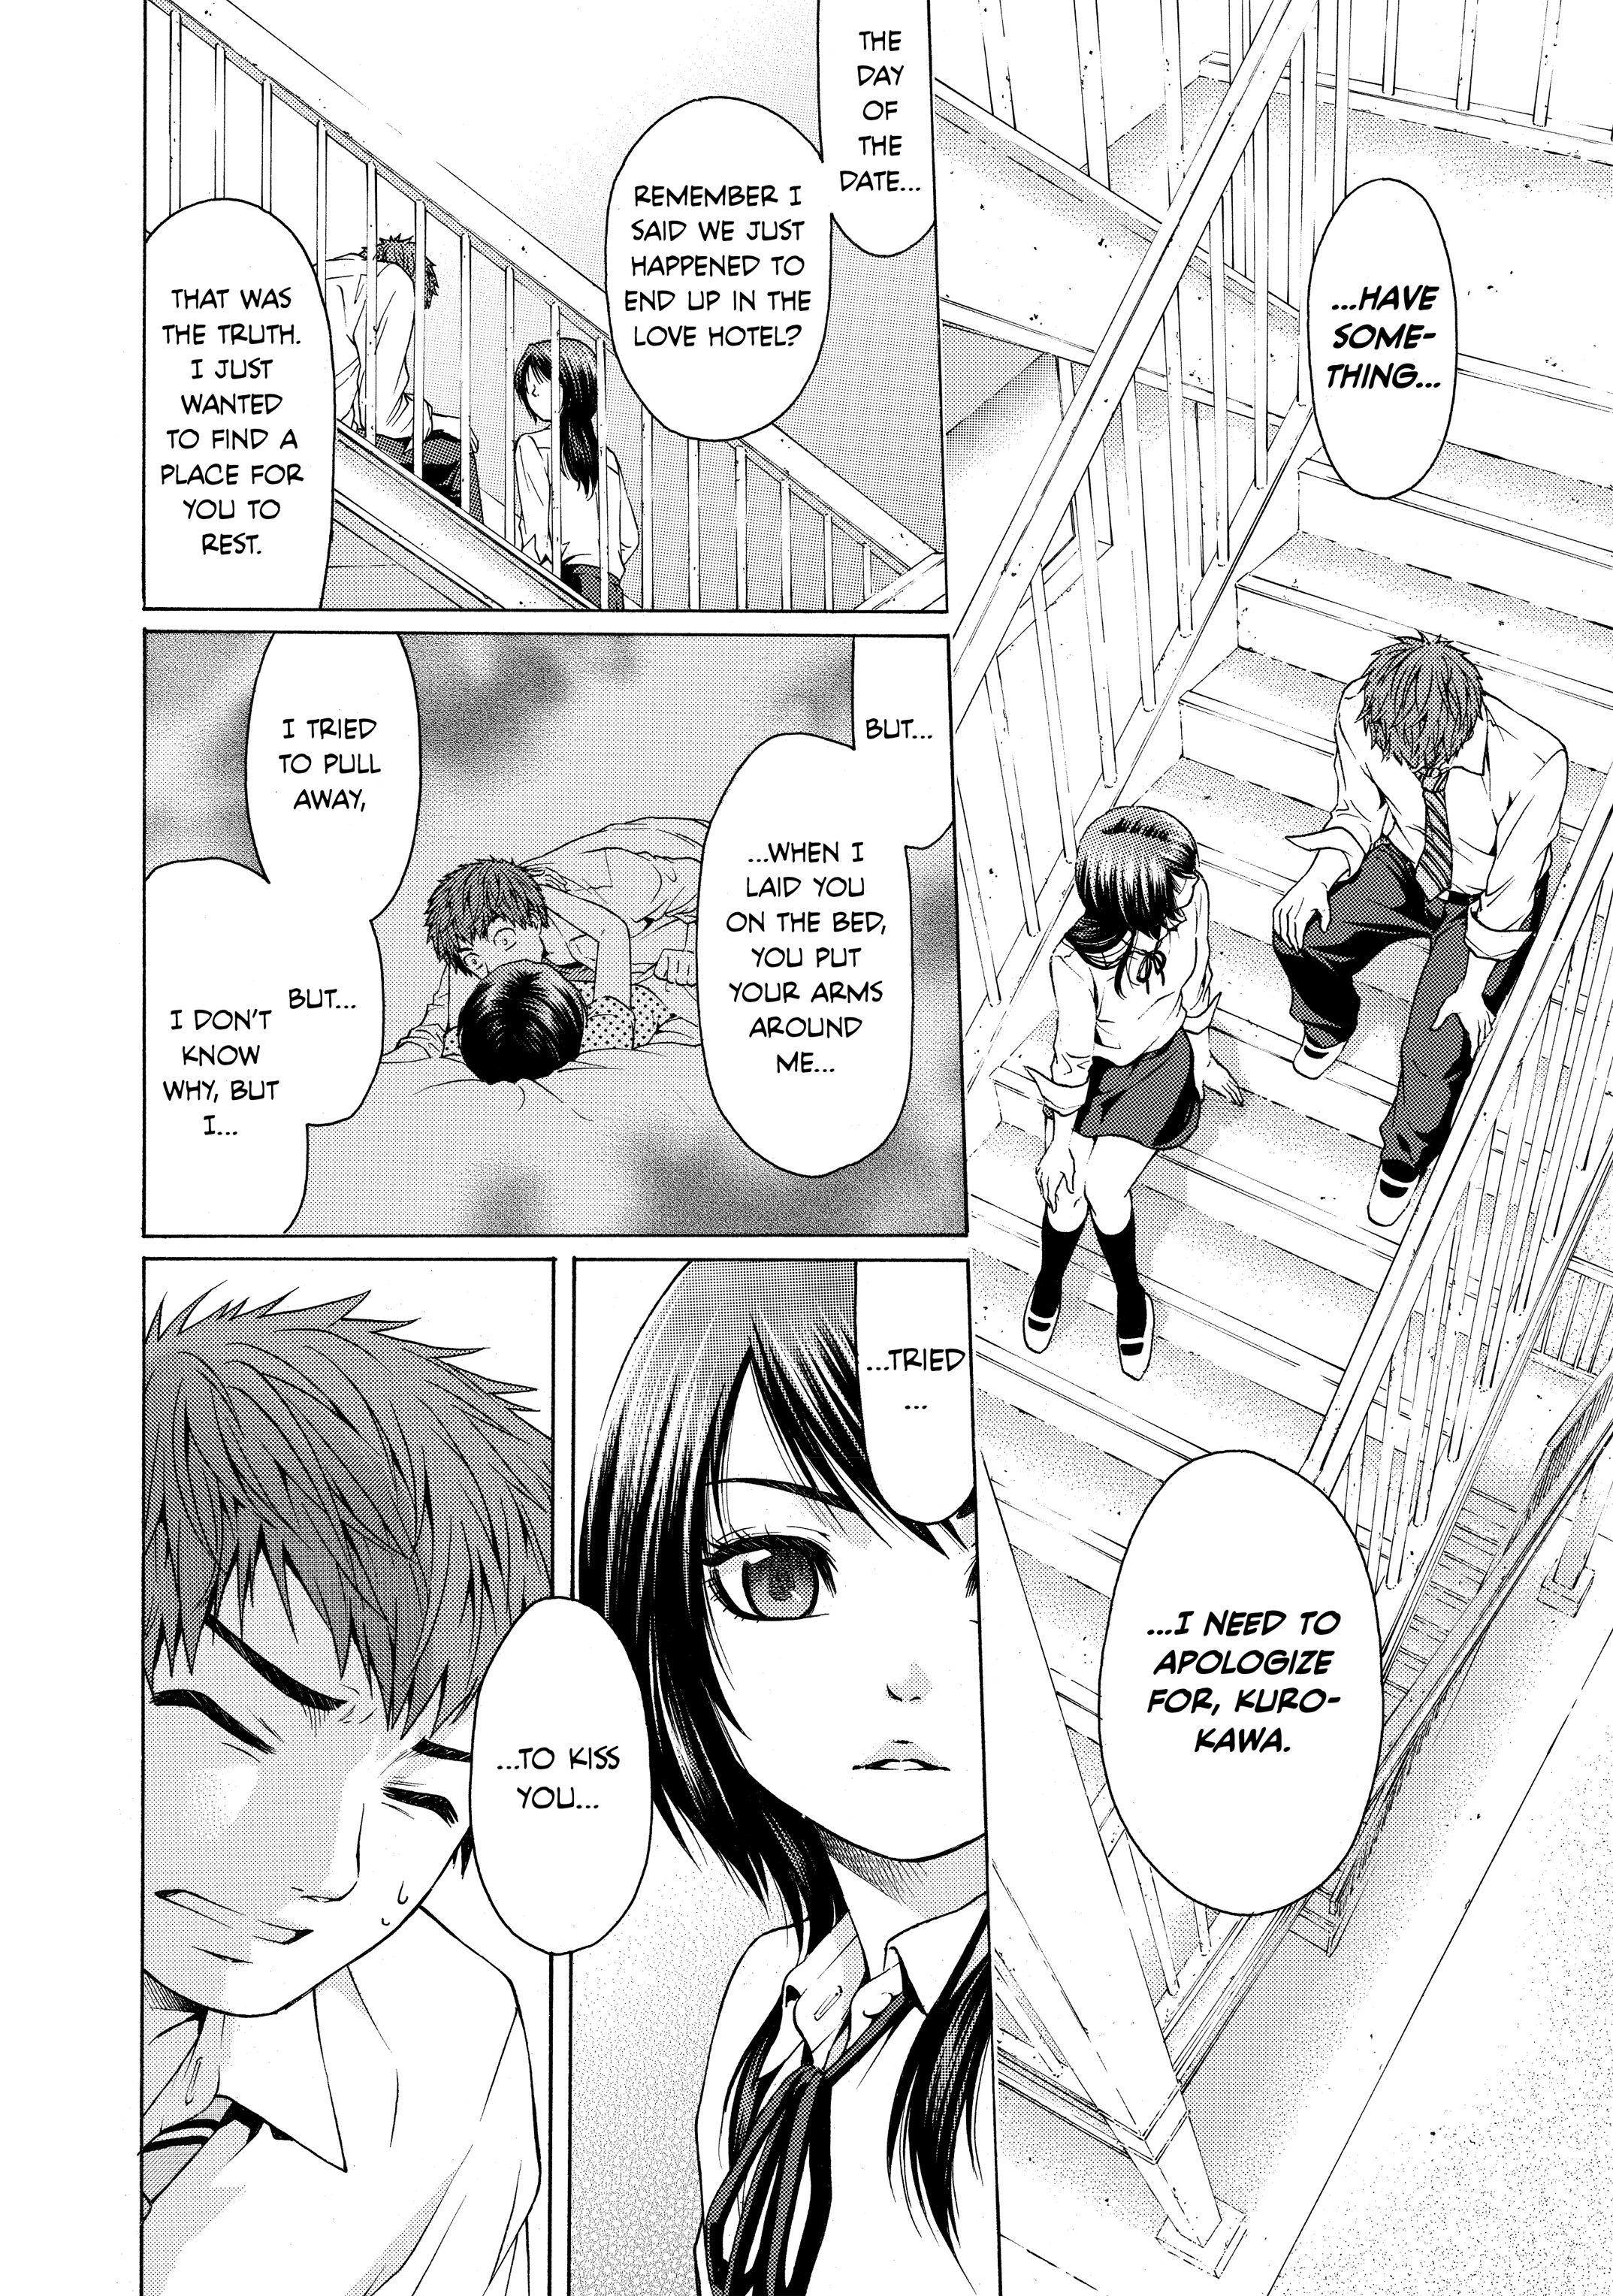 ...HAVE
SOME-
THING...
...I NEED TO
APOLOGIZE
FOR, KURO-
KAWA.
THE
DAY
OF
THE
DATE...
REMEMBER I
SAID WE JUST
HAPPENED TO
END UP IN THE
LOVE HOTEL?
THAT WAS
THE TRUTH.
I JUST
WANTED
TO FIND A
PLACE FOR
YOU TO
REST.
BUT...
...WHEN I
LAID YOU
ON THE BED,
YOU PUT
YOUR ARMS
AROUND
ME...
I TRIED
TO PULL
AWAY,
BUT...
I DON'T
KNOW
WHY, BUT
I...
...TRIED
...
...TO KISS
YOU...